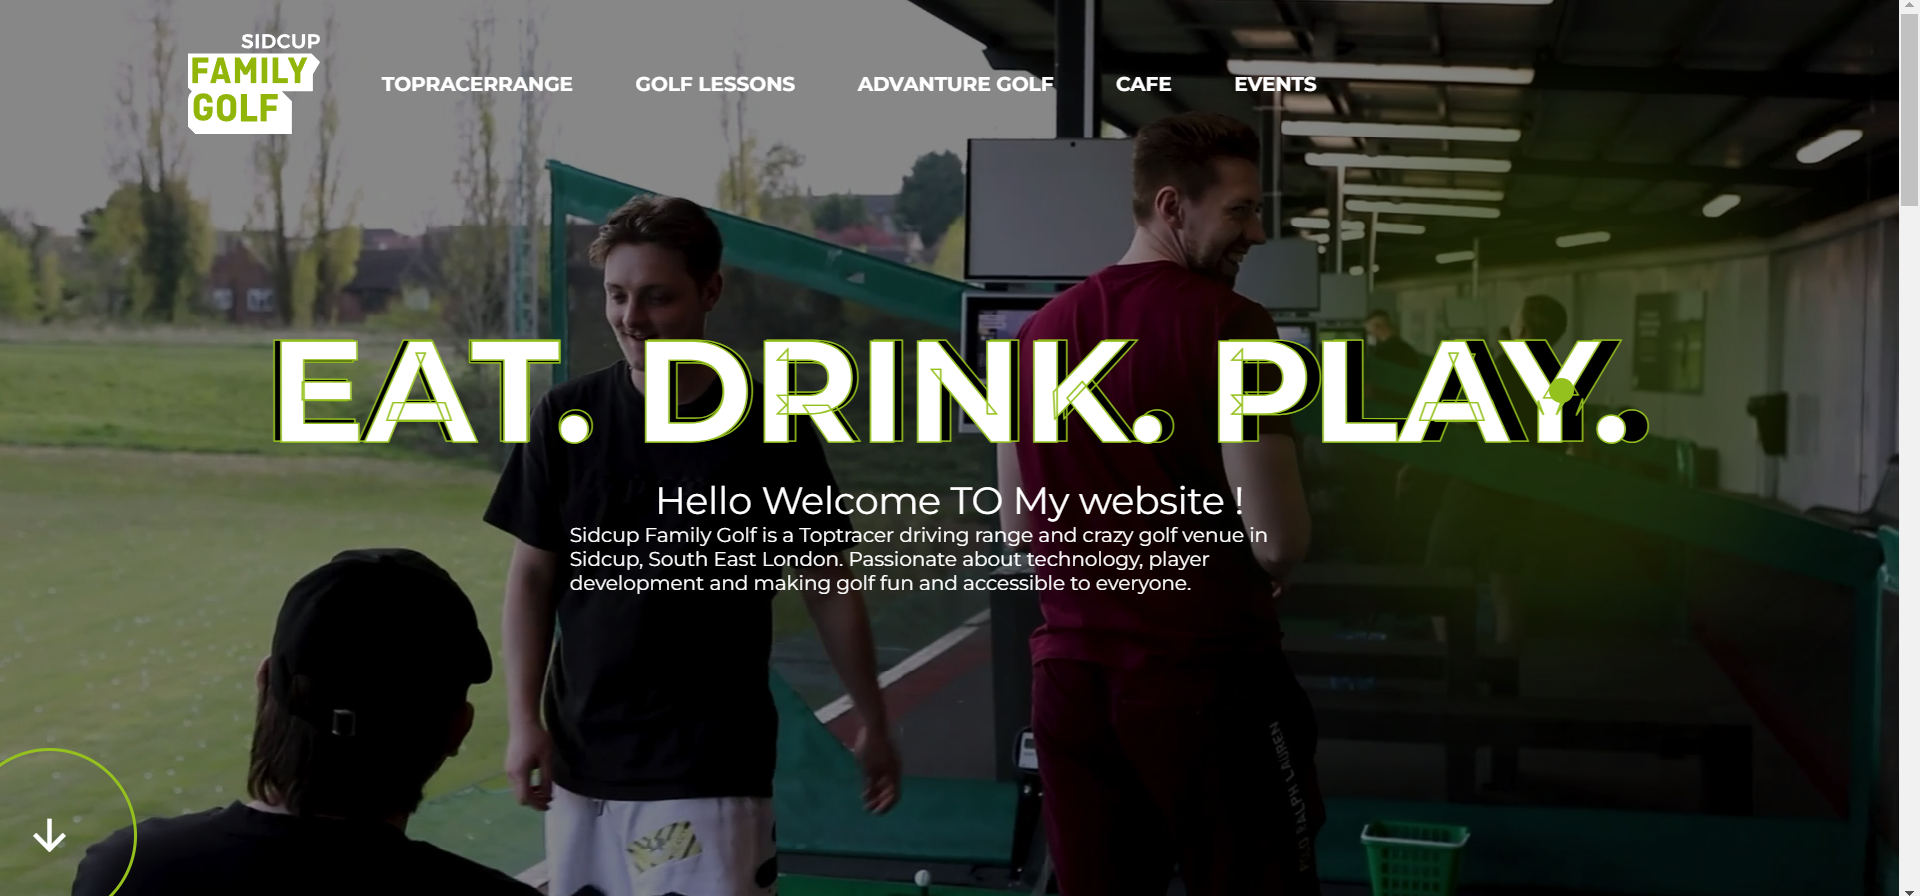 SIDCUP
FAMILY
GOLF
TOPRACERRANGE
GOLF LESSONS
ADVANTURE GOLF
CAFE
EVENTS
EAT. DRINK. PLAY.
Hello Welcome TO My website !
Sidcup Family Golf is a Toptracer driving range and crazy golf venue in
Sidcup, South East London. Passionate about technology, player
development and making golf fun and accessible to everyone.
RALPH LAUREN